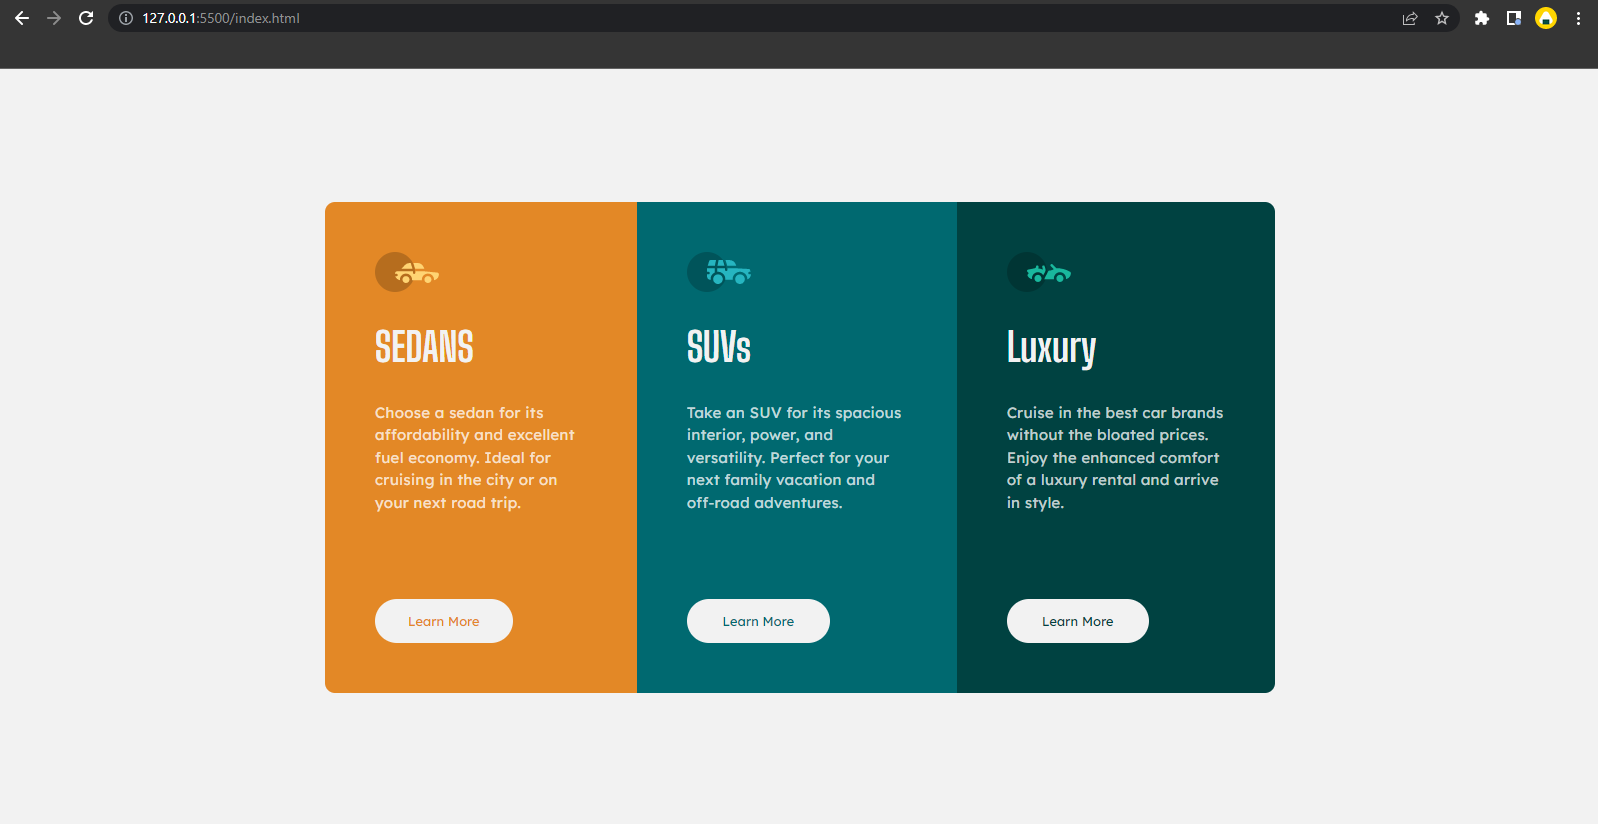 127.0.0.1:5500/index.html
SEDANS
Choose a sedan for its
affordability and excellent
fuel economy. Ideal for
cruising in the city or on
your next road trip.
Learn More
SUVs
Take an SUV for its spacious
interior, power, and
versatility. Perfect for your
next family vacation and
off-road adventures.
Learn More
Luxury
Cruise in the best car brands
without the bloated prices.
Enjoy the enhanced comfort
of a luxury rental and arrive
in style.
Learn More